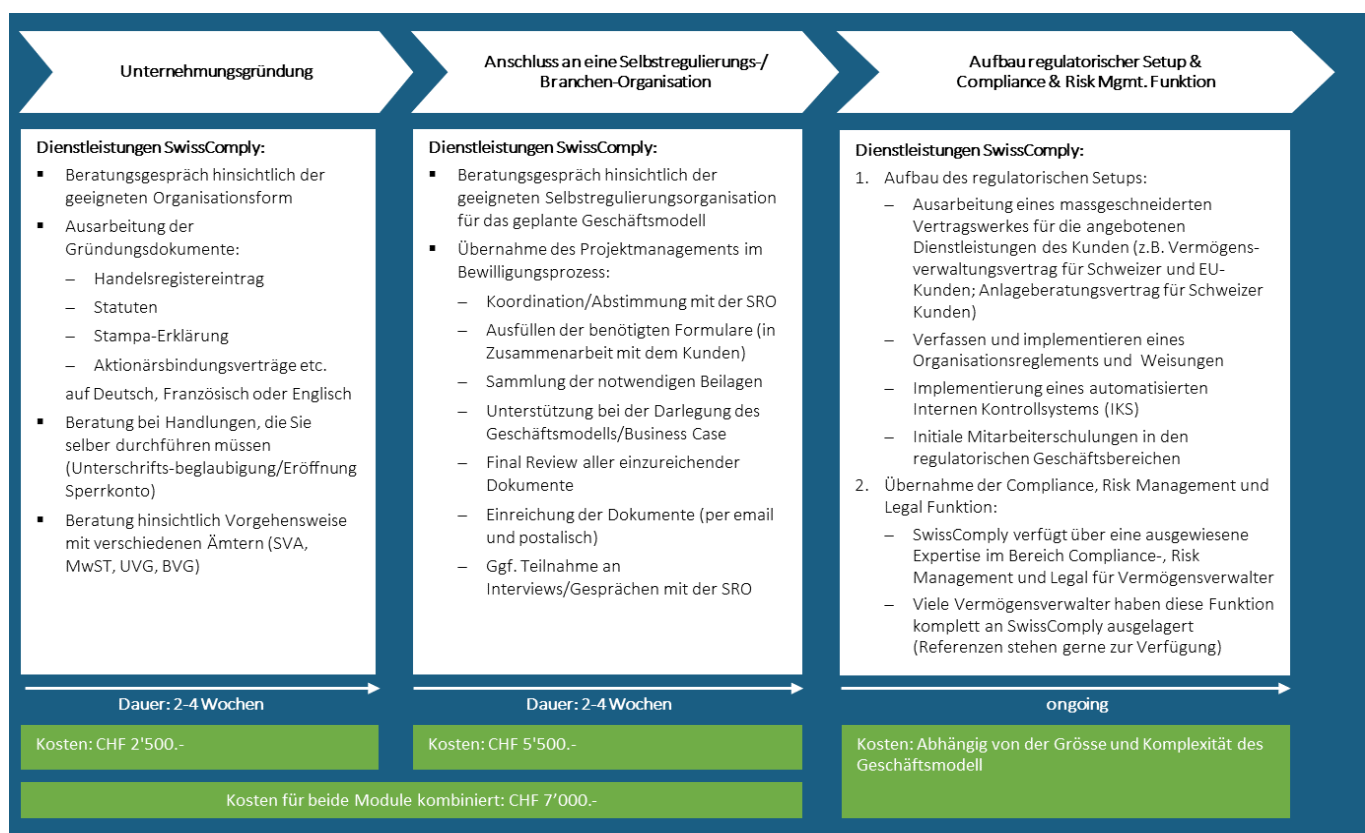 Unternehmungsgründung
Anschluss an eine Selbstregulierungs-/
Branchen-Organisation
Aufbau regulatorischer Setup &
Compliance & Risk Mgmt. Funktion
Dienstleistungen SwissComply:
▪ Beratungsgespräch hinsichtlich der
geeigneten Organisationsform
▪ Ausarbeitung der
Gründungsdokumente:
– Handelsregistereintrag
– Statuten
– Stampa-Erklärung
– Aktionärsbindungsverträge etc.
auf Deutsch, Französisch oder Englisch
▪ Beratung bei Handlungen, die Sie
selber durchführen müssen
(Unterschrifts-beglaubigung/Eröffnung
Sperrkonto)
▪ Beratung hinsichtlich Vorgehensweise
mit verschiedenen Ämtern (SVA,
MwST, UVG, BVG)
Dauer: 2-4 Wochen
Kosten: CHF 2'500.-
Dienstleistungen SwissComply:
▪ Beratungsgespräch hinsichtlich der
geeigneten Selbstregulierungsorganisation
für das geplante Geschäftsmodell
▪ Übernahme des Projektmanagements im
Bewilligungsprozess:
– Koordination/Abstimmung mit der SRO
– Ausfüllen der benötigten Formulare (in
Zusammenarbeit mit dem Kunden)
– Sammlung der notwendigen Beilagen
– Unterstützung bei der Darlegung des
Geschäftsmodells/Business Case
– Final Review aller einzureichender
Dokumente
– Einreichung der Dokumente (per email
und postalisch)
– Ggf. Teilnahme an
Interviews/Gesprächen mit der SRO
Dauer: 2-4 Wochen
Kosten: CHF 5'500.-
Kosten für beide Module kombiniert: CHF 7’000.-
Dienstleistungen SwissComply:
1. Aufbau des regulatorischen Setups:
– Ausarbeitung eines massgeschneiderten
Vertragswerkes für die angebotenen
Dienstleistungen des Kunden (z.B. Vermögens-
verwaltungsvertrag für Schweizer und EU-
Kunden; Anlageberatungsvertrag für Schweizer
Kunden)
– Verfassen und implementieren eines
Organisationsreglements und Weisungen
– Implementierung eines automatisierten
Internen Kontrollsystems (IKS)
– Initiale Mitarbeiterschulungen in den
regulatorischen Geschäftsbereichen
2. Übernahme der Compliance, Risk Management und
Legal Funktion:
– SwissComply verfügt über eine ausgewiesene
Expertise im Bereich Compliance-, Risk
Management und Legal für Vermögensverwalter
– Viele Vermögensverwalter haben diese Funktion
komplett an SwissComply ausgelagert
(Referenzen stehen gerne zur Verfügung)
ongoing
Kosten: Abhängig von der Grösse und Komplexität des
Geschäftsmodell